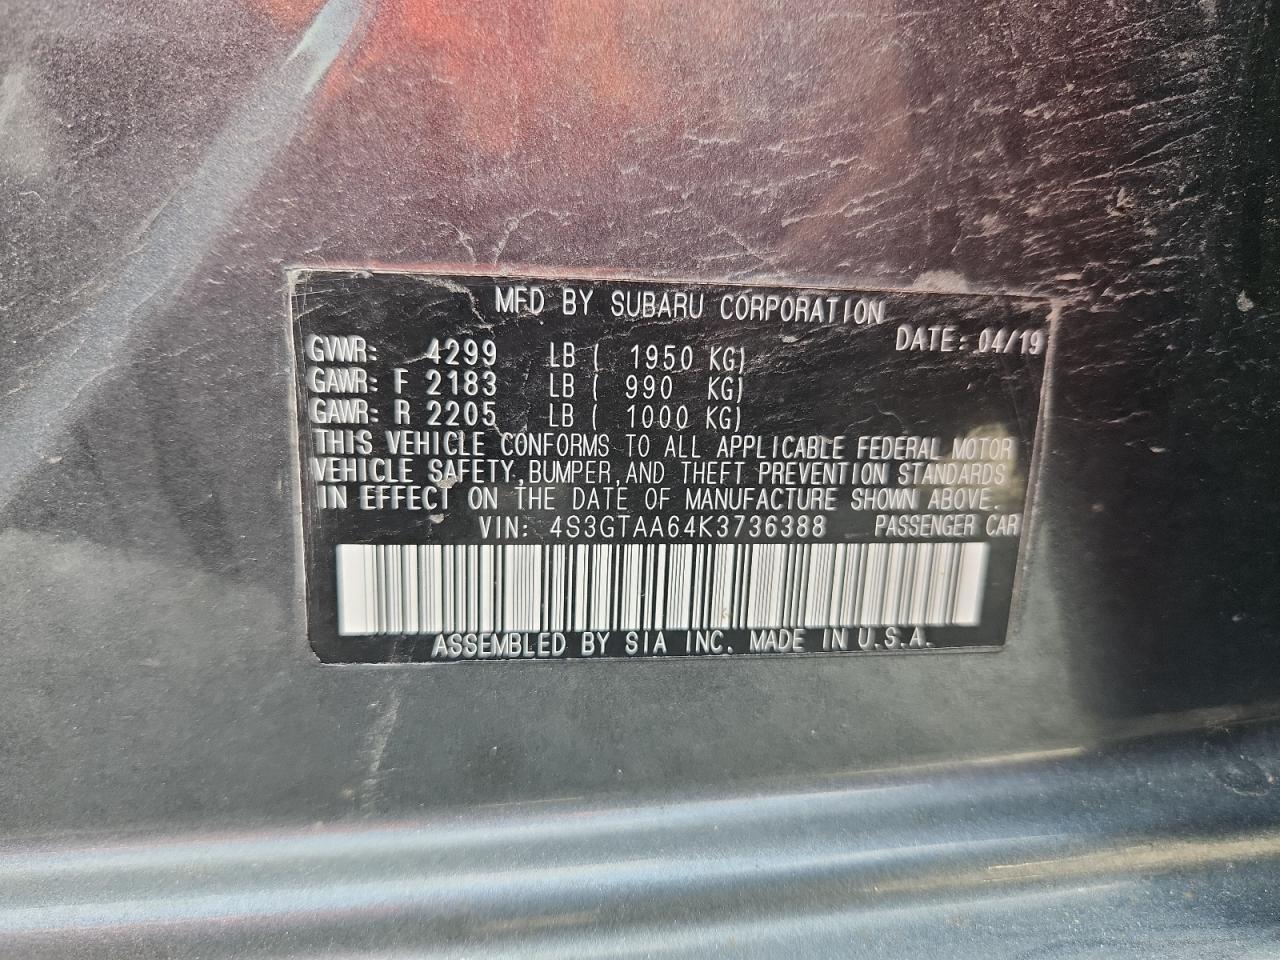 MFD BY SUBARU CORPORATION
DATE: 04/19
GVWR: 4299 LB ( 1950 KG)
GAWR: F 2183 LB ( 990 KG)
GAWR: R 2205 LB ( 1000 KG)
THIS VEHICLE CONFORMS TO ALL APPLICABLE FEDERAL MOTOR
VEHICLE SAFETY, BUMPER, AND THEFT PREVENTION STANDARDS
IN EFFECT ON THE DATE OF MANUFACTURE SHOWN ABOVE.
VIN: 4S3GTAA64K3736388 PASSENGER CAR
ASSEMBLED BY SIA INC. MADE IN U.S.A.